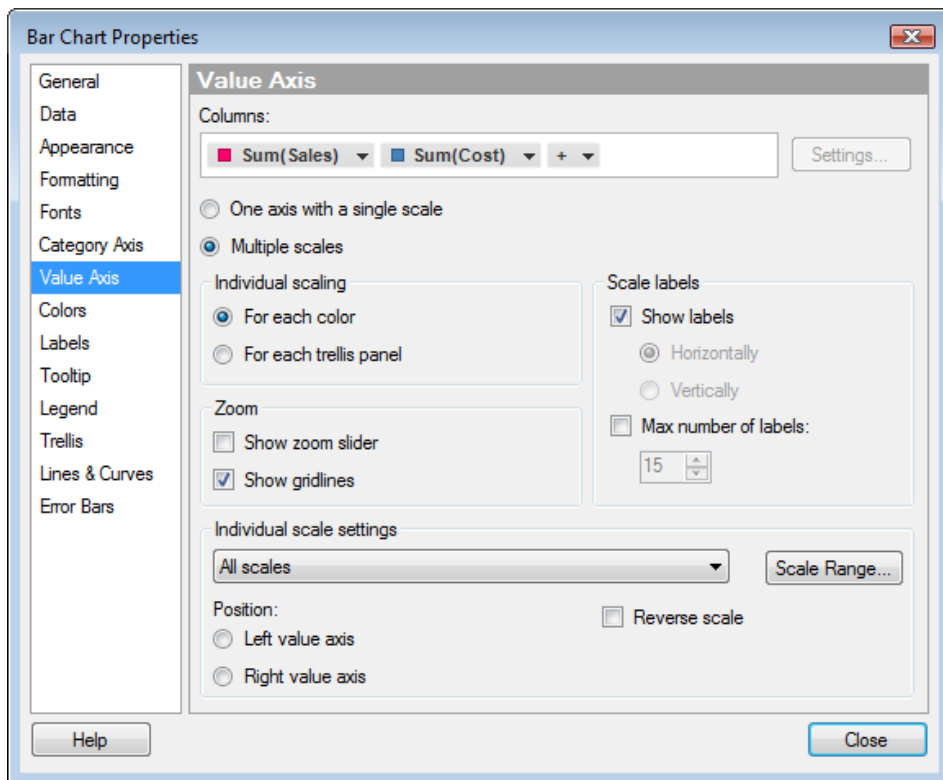 Bar Chart Properties
General
Data
Appearance
Formatting
Fonts
Category Axis
Value Axis
Colors
Labels
Tooltip
Legend
Trellis
Lines & Curves
Error Bars
Value Axis
Columns:
Sum(Sales) Sum(Cost) +
Settings...
One axis with a single scale
Multiple scales
Individual scaling
For each color
For each trellis panel
Scale labels
Show labels
Horizontally
Vertically
Max number of labels:
15
Zoom
Show zoom slider
Show gridlines
Individual scale settings
All scales
Scale Range...
Position:
Left value axis
Right value axis
Reverse scale
Help
Close